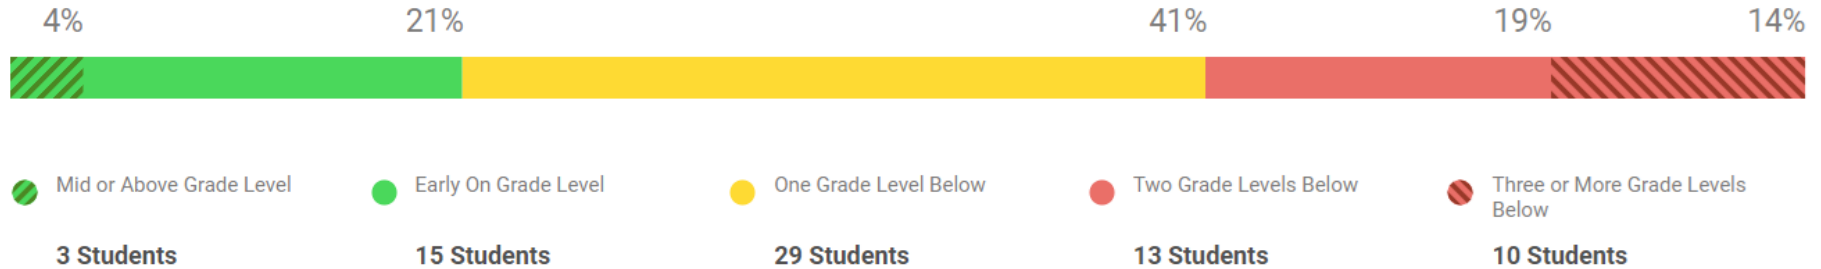 4% 21% 41% 19% 14%
Mid or Above Grade Level
3 Students
Early On Grade Level
15 Students
One Grade Level Below
29 Students
Two Grade Levels Below
13 Students
Three or More Grade Levels
Below
10 Students